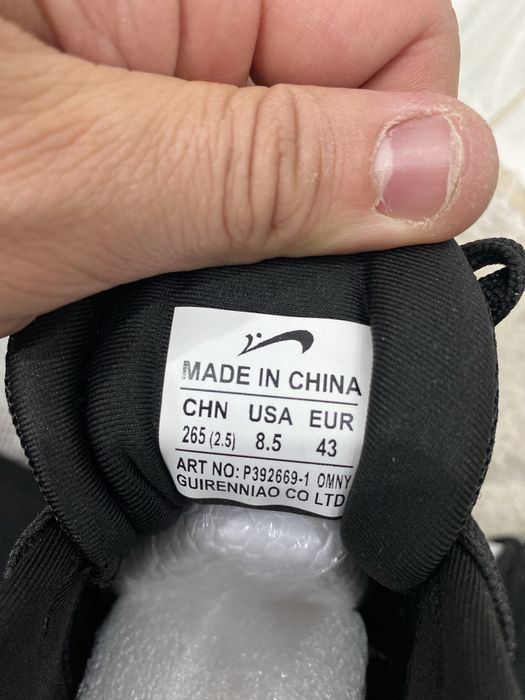 MADE IN CHINA
CHN USA EUR
265 (2.5) 8.5 43
ART NO: P392669-1 OMNY
GUIRENNIAO CO LTD